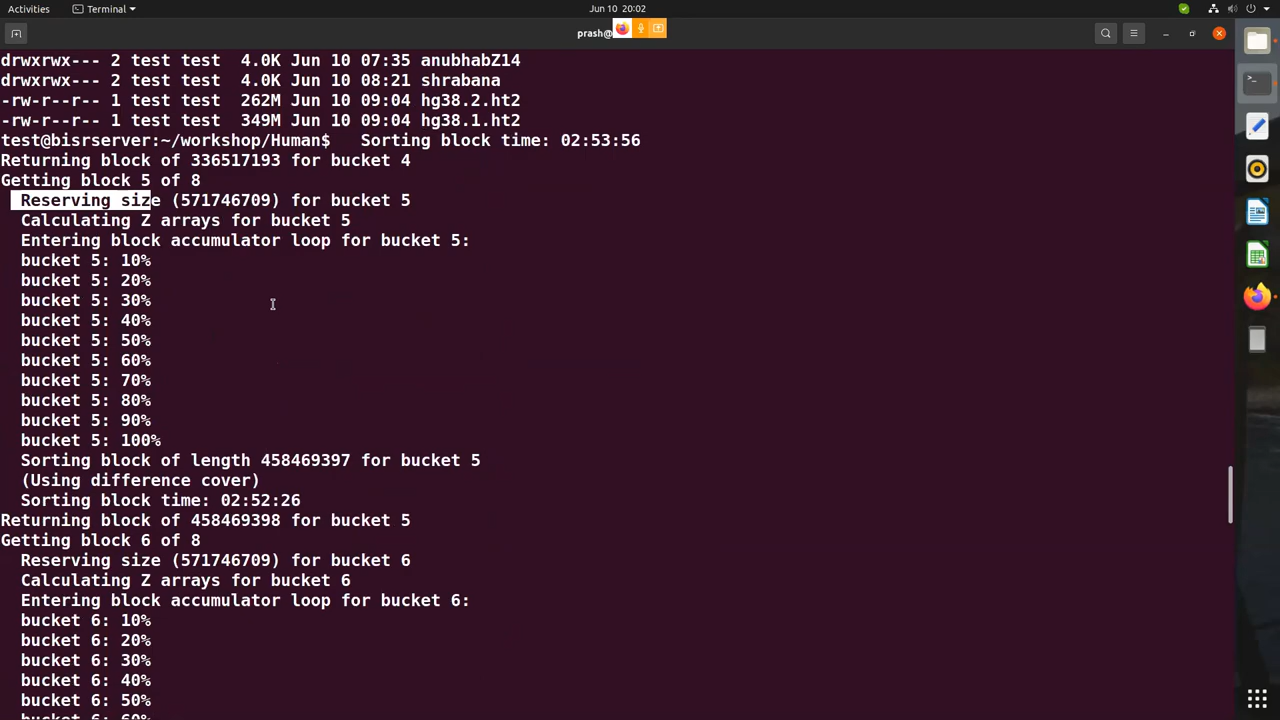 Activities
Terminal
Jun 10 20:02
prash@
drwxrwx--- 2 test test  4.0K Jun 10 07:35 anubhabZ14
drwxrwx--- 2 test test  4.0K Jun 10 08:21 shrabana
-rw-r--r-- 1 test test  262M Jun 10 09:04 hg38.2.ht2
-rw-r--r-- 1 test test  349M Jun 10 09:04 hg38.1.ht2
test@bisrserver:~/workshop/Human$   Sorting block time: 02:53:56
Returning block of 336517193 for bucket 4
Getting block 5 of 8
  Reserving size (571746709) for bucket 5
  Calculating Z arrays for bucket 5
  Entering block accumulator loop for bucket 5:
  bucket 5: 10%
  bucket 5: 20%
  bucket 5: 30%
  bucket 5: 40%
  bucket 5: 50%
  bucket 5: 60%
  bucket 5: 70%
  bucket 5: 80%
  bucket 5: 90%
  bucket 5: 100%
  Sorting block of length 458469397 for bucket 5
  (Using difference cover)
  Sorting block time: 02:52:26
Returning block of 458469398 for bucket 5
Getting block 6 of 8
  Reserving size (571746709) for bucket 6
  Calculating Z arrays for bucket 6
  Entering block accumulator loop for bucket 6:
  bucket 6: 10%
  bucket 6: 20%
  bucket 6: 30%
  bucket 6: 40%
  bucket 6: 50%
  bucket 6: 60%